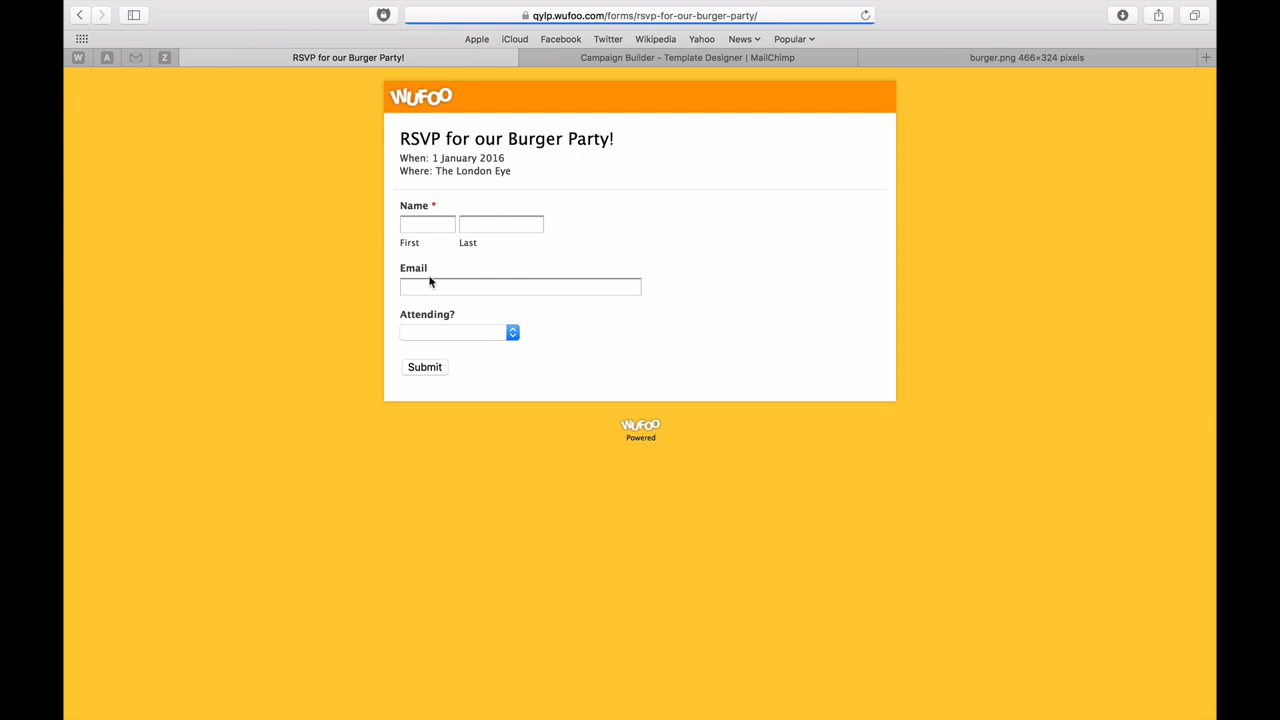 qylp.wufoo.com/forms/rsvp-for-our-burger-party/
Apple iCloud Facebook Twitter Wikipedia Yahoo News Popular
W A Z RSVP for our Burger Party! Campaign Builder - Template Designer | MailChimp burger.png 466×324 pixels
WUFOO
RSVP for our Burger Party!
When: 1 January 2016
Where: The London Eye
Name *
First Last
Email
Attending?
Submit
WUFOO
Powered